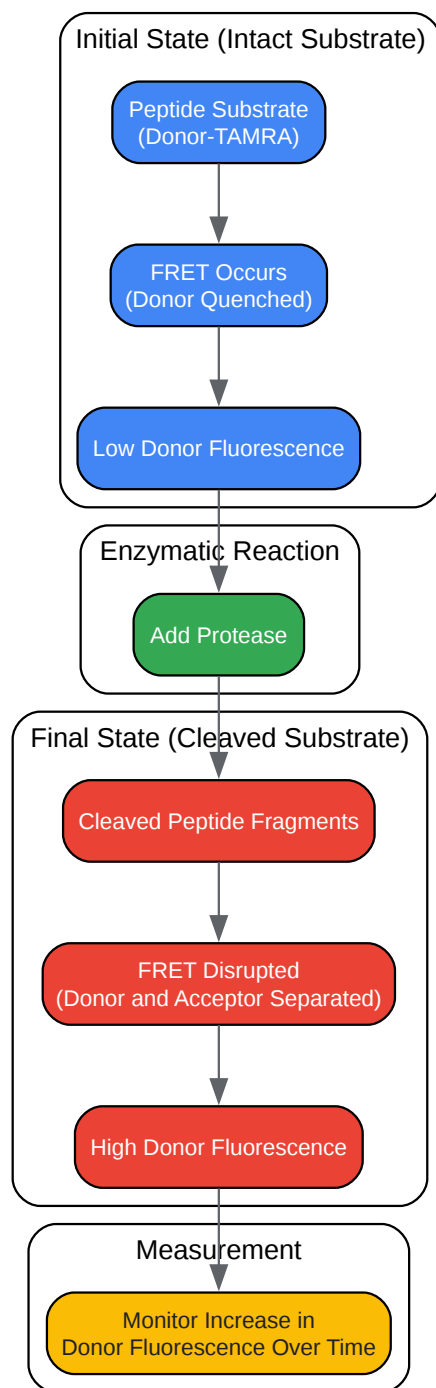 Initial State (Intact Substrate)
Peptide Substrate
(Donor-TAMRA)
FRET Occurs
(Donor Quenched)
Low Donor Fluorescence
Enzymatic Reaction
Add Protease
Final State (Cleaved Substrate)
Cleaved Peptide Fragments
FRET Disrupted
(Donor and Acceptor Separated)
High Donor Fluorescence
Measurement
Monitor Increase in
Donor Fluorescence Over Time